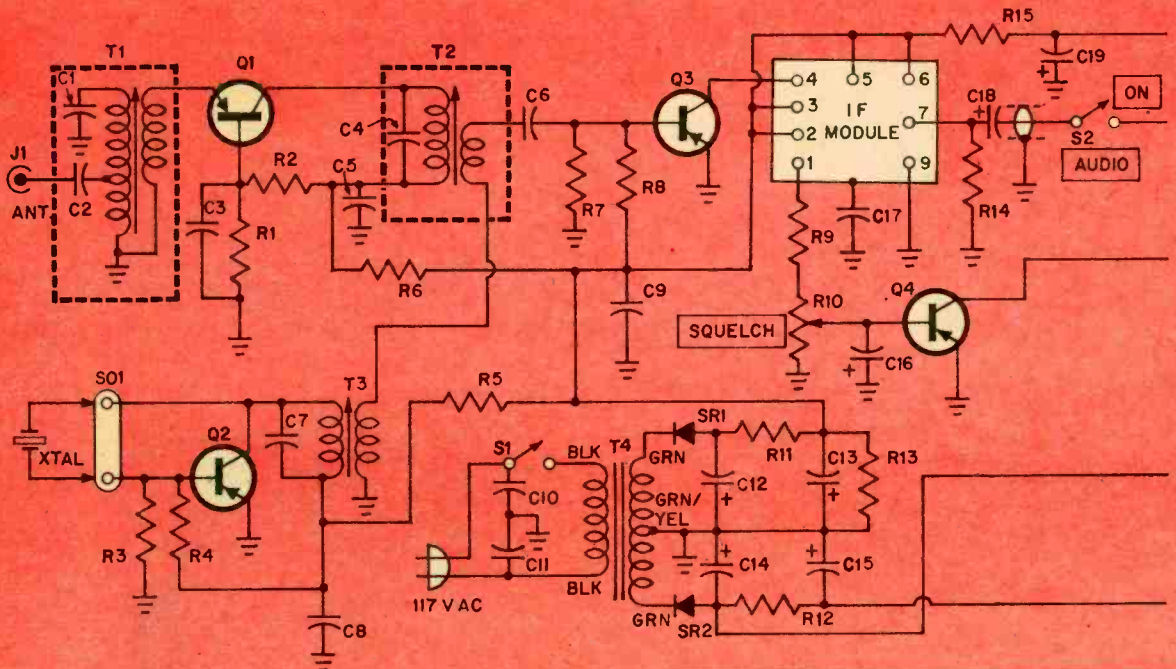 R15
T1
T2
Q1
C1
Q3
C19
C6
4
5
6
3
IF
MODULE
7
2
1
9
C18
ON
S2
AUDIO
C4
J1
R2
C5
ANT
C2
C3
R1
R7
R8
R14
C17
R9
R6
C9
R10
Q4
SQUELCH
C16
T3
R5
SO1
C7
XTAL
Q2
S1
BLK
T4
SR1
GRN
R11
C10
C12
C13
R13
GRN/
YEL
R3
R4
C11
C14
C15
117 VAC
BLK
GRN
SR2
R12
C8